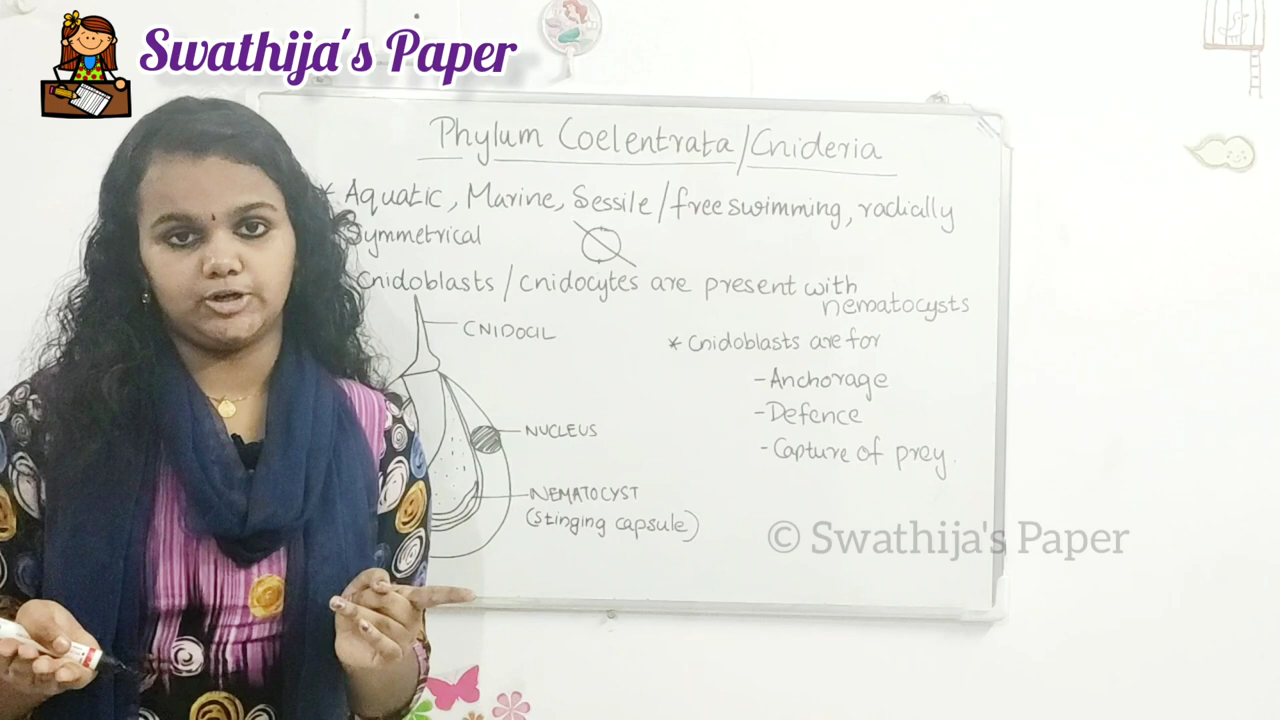 Swathija's Paper
Phylum Coelentrata/Cnideria
* Aquatic, Marine, Sessile/free swimming, radially
Symmetrical
Cnidoblasts / cnidocytes are present with
nematocysts
CNIDOCIL
* Cnidoblasts are for
-Anchorage
-Defence
-Capture of prey.
NUCLEUS
NEMATOCYST
(Stinging capsule)
© Swathija's Paper